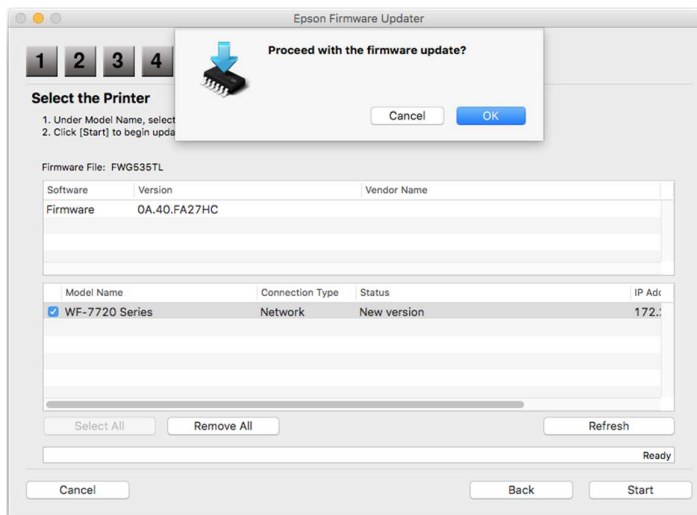 Epson Firmware Updater
1 2 3 4
Proceed with the firmware update?
Cancel OK
Select the Printer
1. Under Model Name, select
2. Click [Start] to begin upda
Firmware File: FWG535TL
Software Version Vendor Name
Firmware 0A.40.FA27HC
Model Name Connection Type Status IP Add
WF-7720 Series Network New version 172.
Select All Remove All Refresh
Ready
Cancel Back Start